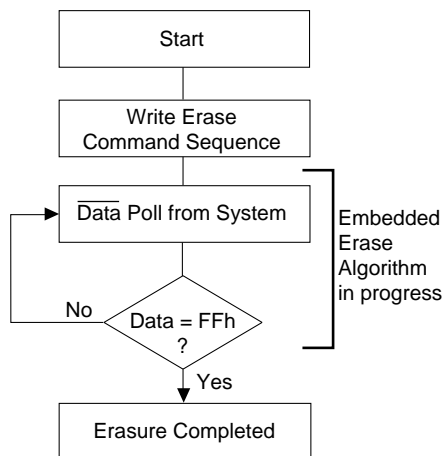 Start
Write Erase
Command Sequence
Data Poll from System
Embedded
Erase
Algorithm
in progress
No
Data = FFh
?
Yes
Erasure Completed